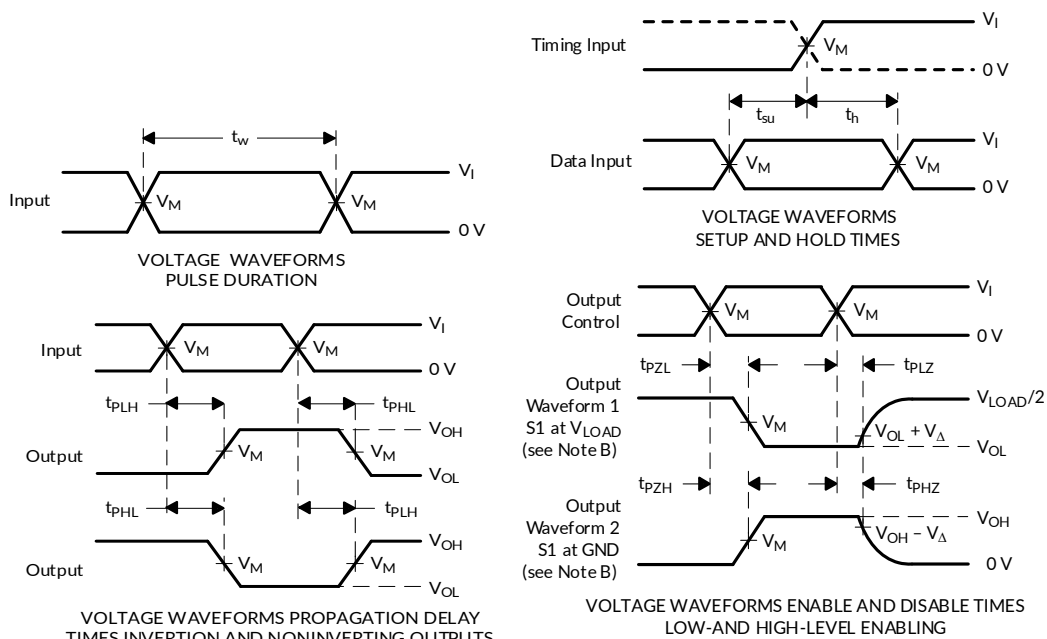 t_w
Input
V_M
V_M
V_I
0 V
VOLTAGE WAVEFORMS
PULSE DURATION
Timing Input
V_M
V_I
0 V
t_su
t_h
Data Input
V_M
V_M
V_I
0 V
VOLTAGE WAVEFORMS
SETUP AND HOLD TIMES
Input
V_M
V_M
V_I
0 V
t_PLH
t_PHL
Output
V_M
V_M
V_OH
V_OL
t_PHL
t_PLH
Output
V_M
V_M
V_OH
V_OL
VOLTAGE WAVEFORMS PROPAGATION DELAY
TIMES INVERTION AND NONINVERTING OUTPUTS
Output
Control
V_M
V_M
V_I
0 V
t_PZL
t_PLZ
Output
Waveform 1
S1 at V_LOAD
(see Note B)
V_M
V_OL + V_Δ
V_LOAD/2
V_OL
t_PZH
t_PHZ
Output
Waveform 2
S1 at GND
(see Note B)
V_M
V_OH – V_Δ
V_OH
0 V
VOLTAGE WAVEFORMS ENABLE AND DISABLE TIMES
LOW-AND HIGH-LEVEL ENABLING